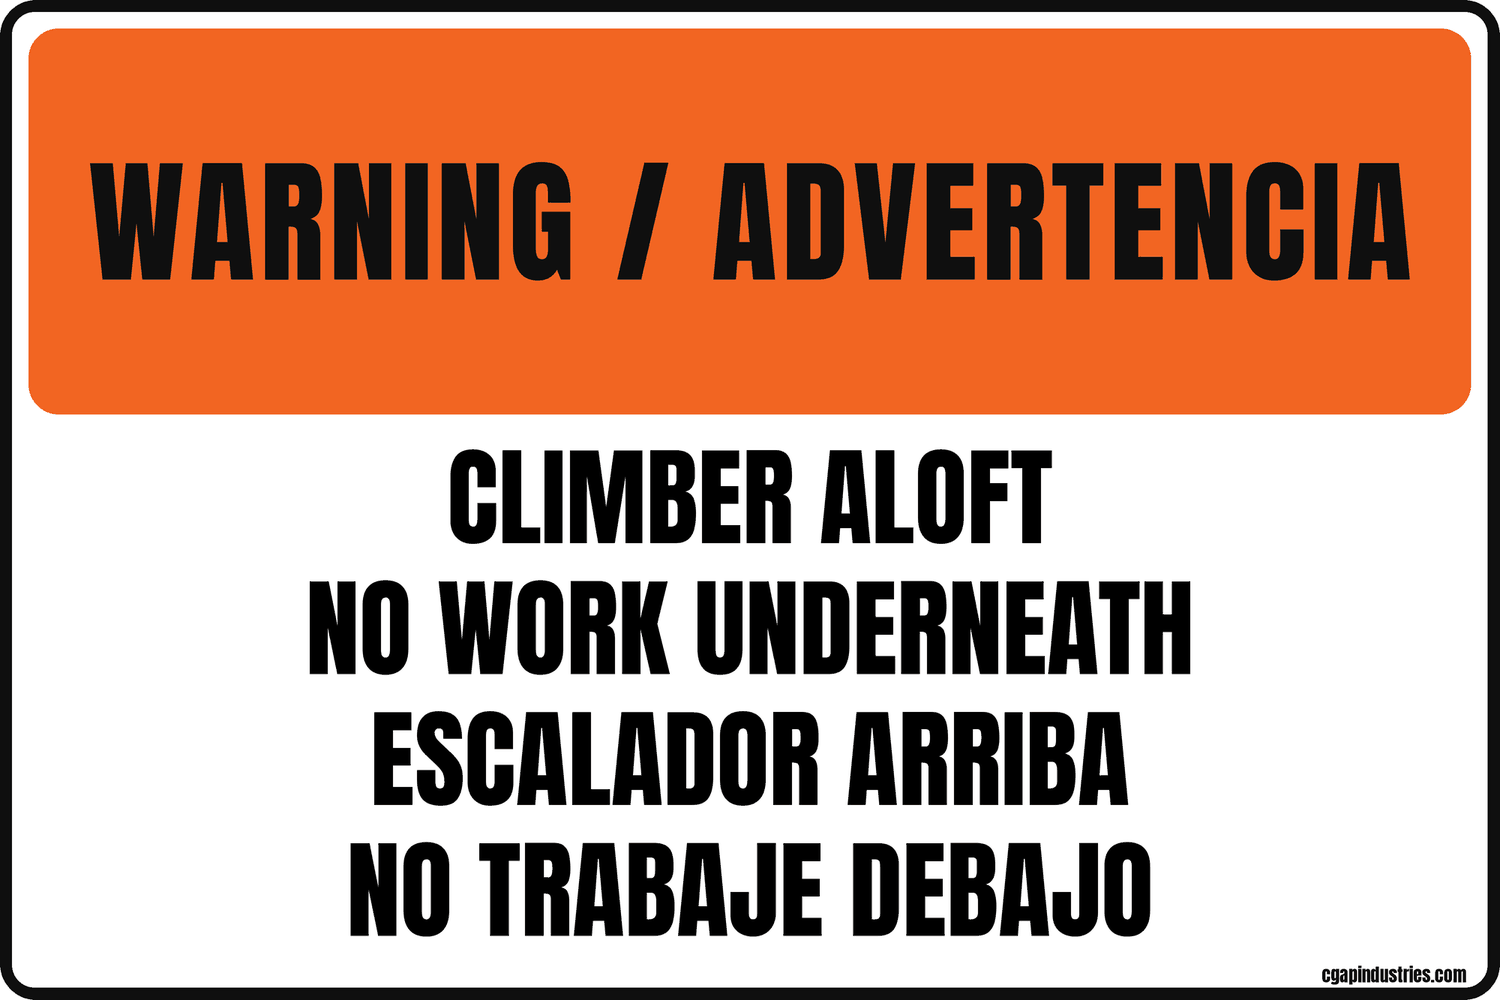 WARNING / ADVERTENCIA
CLIMBER ALOFT
NO WORK UNDERNEATH
ESCALADOR ARRIBA
NO TRABAJE DEBAJO
cgapindustries.com